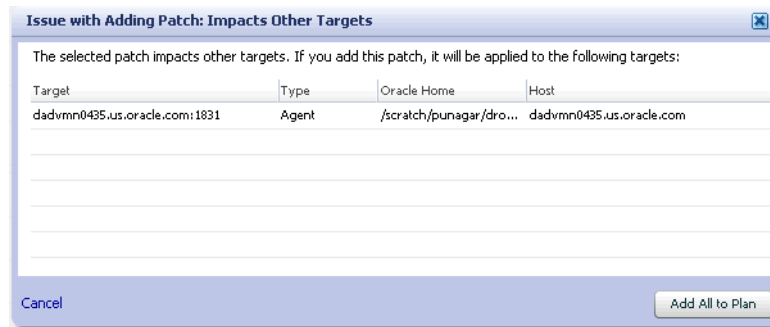 Issue with Adding Patch: Impacts Other Targets
The selected patch impacts other targets. If you add this patch, it will be applied to the following targets:
Target Type Oracle Home Host
dadvmn0435.us.oracle.com:1831 Agent /scratch/punagar/dro... dadvmn0435.us.oracle.com
Cancel Add All to Plan